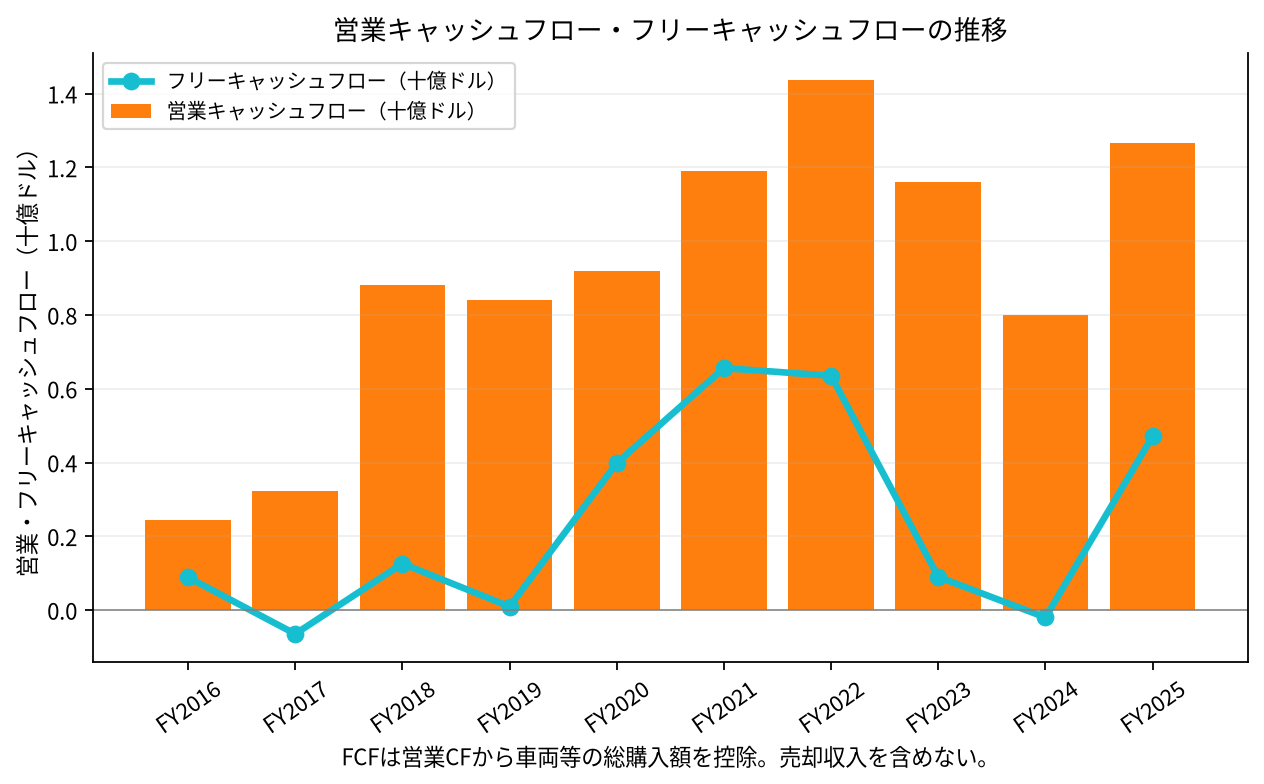 営業キャッシュフロー・フリーキャッシュフローの推移
フリーキャッシュフロー（十億ドル）
営業キャッシュフロー（十億ドル）
営業・フリーキャッシュフロー（十億ドル）
1.4
1.2
1.0
0.8
0.6
0.4
0.2
0.0
FY2016
FY2017
FY2018
FY2019
FY2020
FY2021
FY2022
FY2023
FY2024
FY2025
FCFは営業CFから車両等の総購入額を控除。売却収入を含めない。